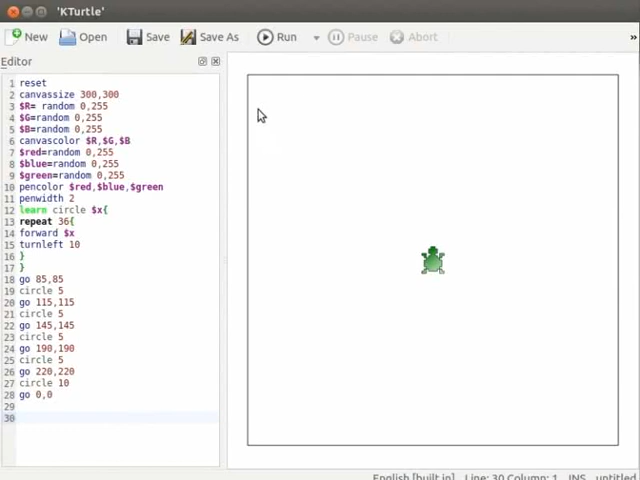 'KTurtle'
New Open Save Save As Run Pause Abort »
Editor
1 reset
2 canvassize 300,300
3 $R= random 0,255
4 $G=random 0,255
5 $B=random 0,255
6 canvascolor $R,$G,$B
7 $red=random 0,255
8 $blue=random 0,255
9 $green=random 0,255
10 pencolor $red,$blue,$green
11 penwidth 2
12 learn circle $x{
13 repeat 36{
14 forward $x
15 turnleft 10
16 }
17 }
18 go 85,85
19 circle 5
20 go 115,115
21 circle 5
22 go 145,145
23 circle 5
24 go 190,190
25 circle 5
26 go 220,220
27 circle 10
28 go 0,0
29
30
English [built in] Line: 30 Column: 1 INS untitled